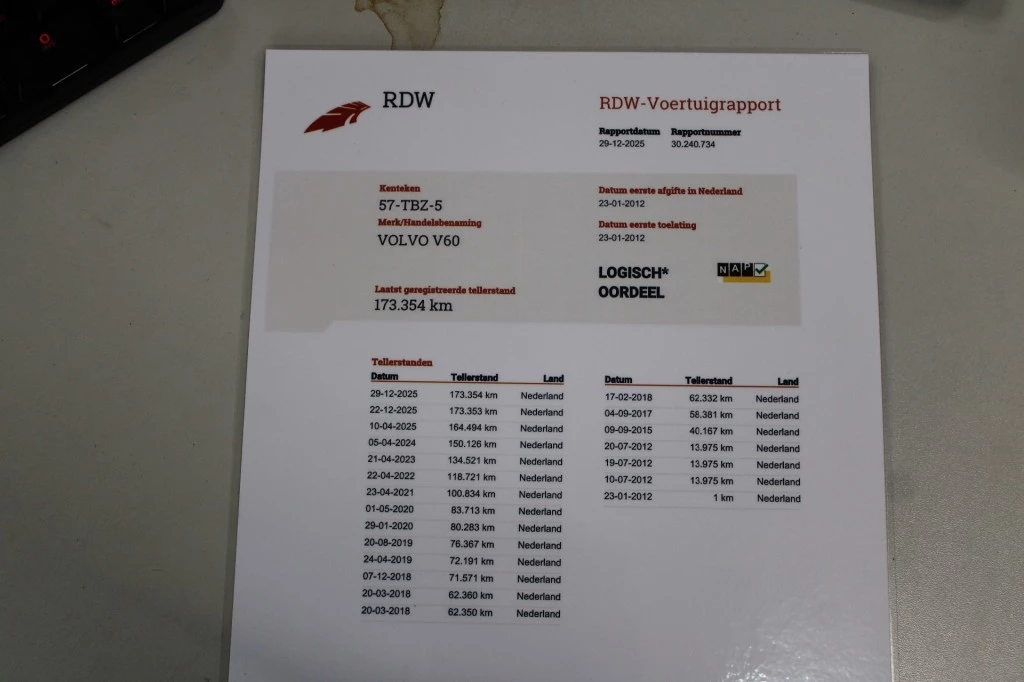 RDW
RDW-Voertuigrapport
Rapportdatum Rapportnummer
29-12-2025 30.240.734
Kenteken
57-TBZ-5
Merk/Handelsbenaming
VOLVO V60
Laatst geregistreerde tellerstand
173.354 km
Datum eerste afgifte in Nederland
23-01-2012
Datum eerste toelating
23-01-2012
LOGISCH*
OORDEEL
NAP
Tellerstanden
Datum Tellerstand Land
29-12-2025 173.354 km Nederland
22-12-2025 173.353 km Nederland
10-04-2025 164.494 km Nederland
05-04-2024 150.126 km Nederland
21-04-2023 134.521 km Nederland
22-04-2022 118.721 km Nederland
23-04-2021 100.834 km Nederland
01-05-2020 83.713 km Nederland
29-01-2020 80.283 km Nederland
20-08-2019 76.367 km Nederland
24-04-2019 72.191 km Nederland
07-12-2018 71.571 km Nederland
20-03-2018 62.360 km Nederland
20-03-2018 62.350 km Nederland
Datum Tellerstand Land
17-02-2018 62.332 km Nederland
04-09-2017 58.381 km Nederland
09-09-2015 40.167 km Nederland
20-07-2012 13.975 km Nederland
19-07-2012 13.975 km Nederland
10-07-2012 13.975 km Nederland
23-01-2012 1 km Nederland